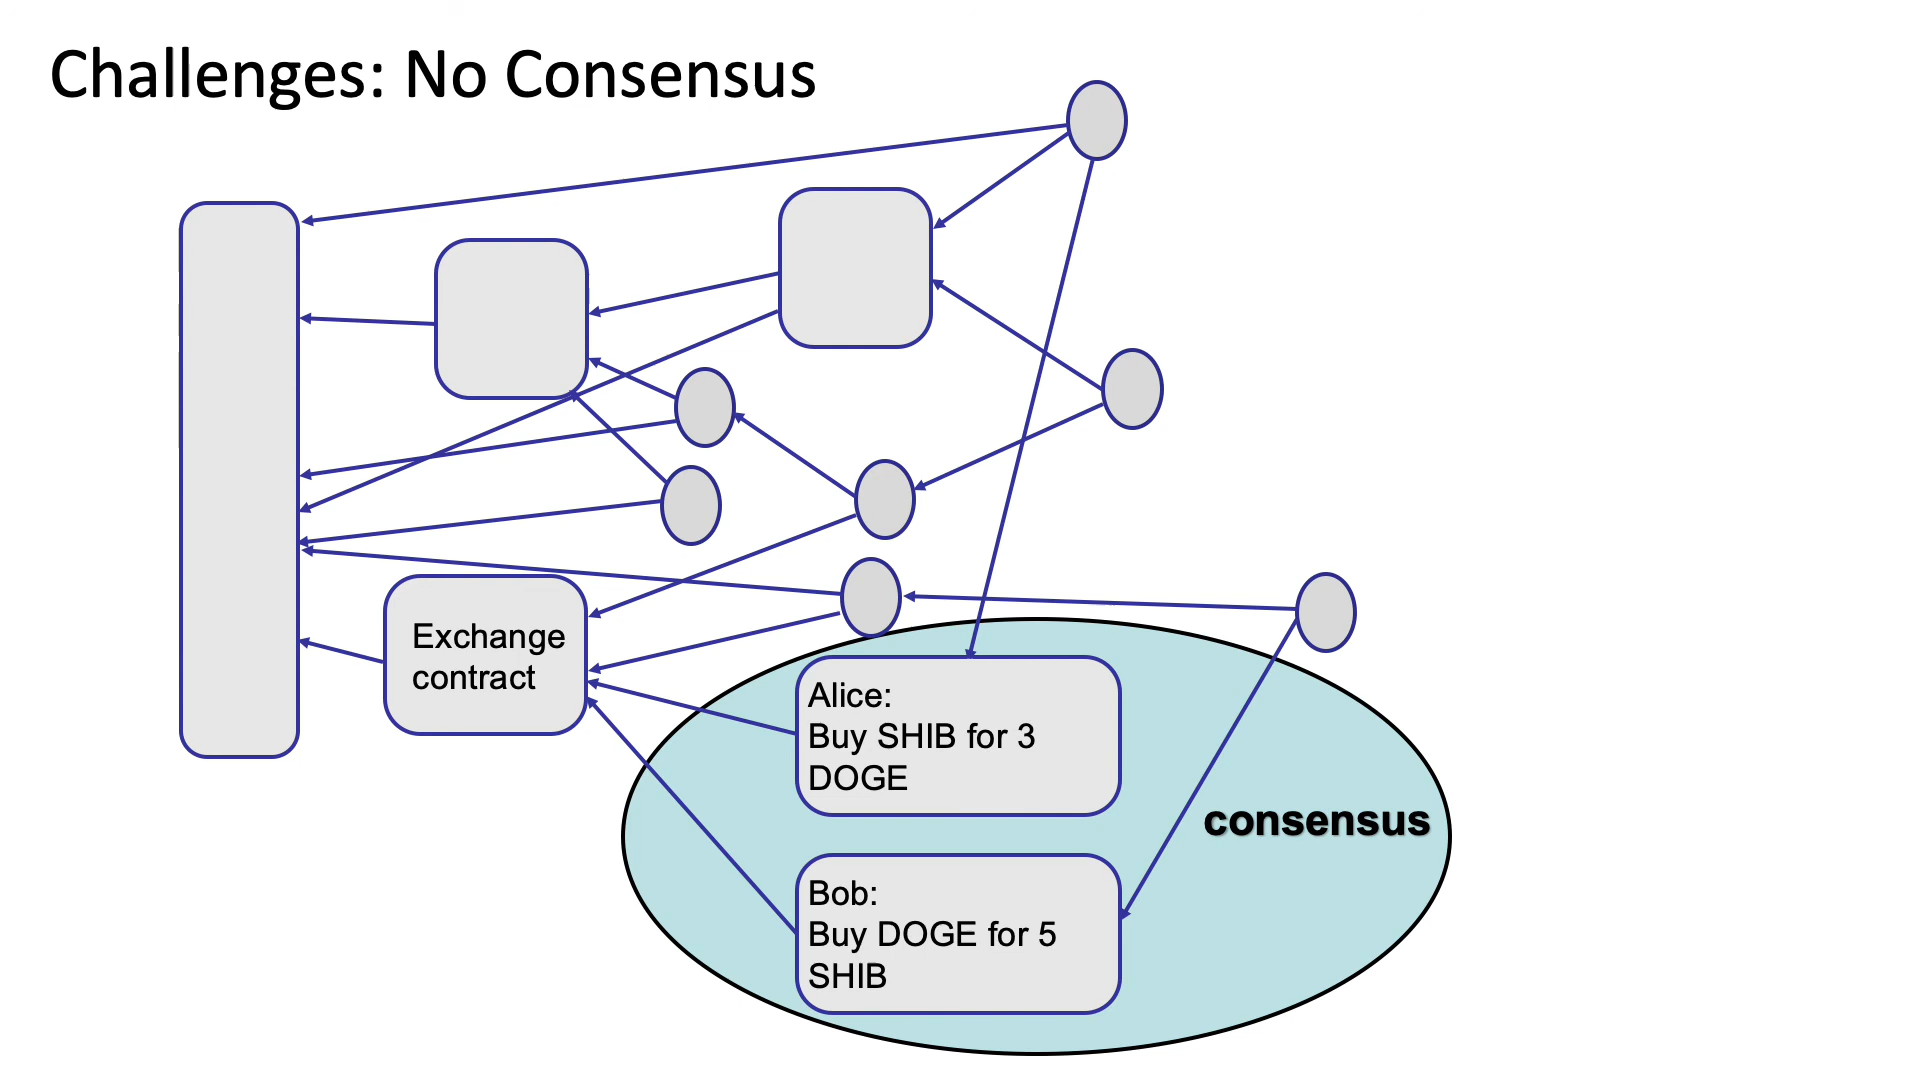 Challenges: No Consensus
Exchange
contract
Alice:
Buy SHIB for 3
DOGE
consensus
Bob:
Buy DOGE for 5
SHIB